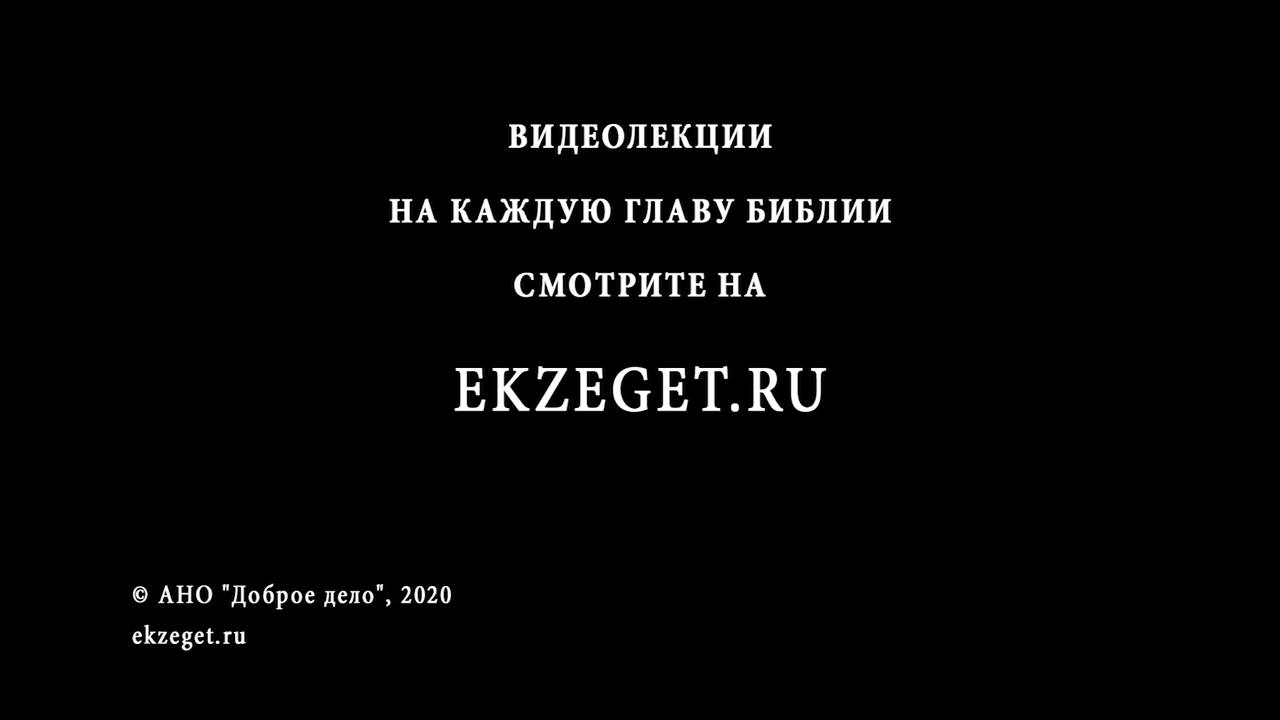 ВИДЕОЛЕКЦИИ
НА КАЖДУЮ ГЛАВУ БИБЛИИ
СМОТРИТЕ НА
EKZEGET.RU
© АНО "Доброе дело", 2020
ekzeget.ru